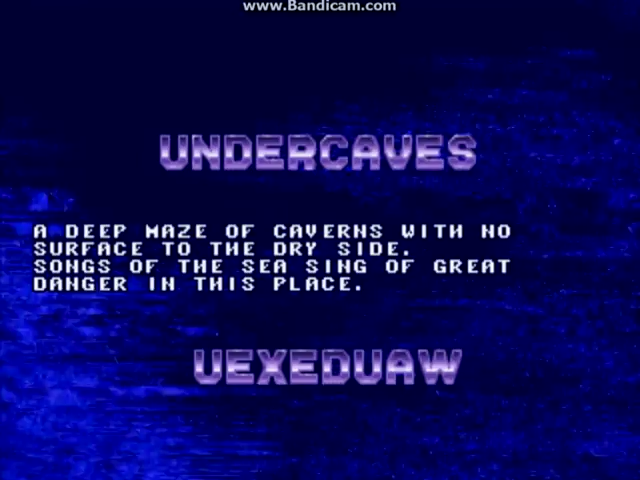 www.Bandicam.com
UNDERCAVES
A DEEP MAZE OF CAVERNS WITH NO
SURFACE TO THE DRY SIDE.
SONGS OF THE SEA SING OF GREAT
DANGER IN THIS PLACE.
UEXEDUAW